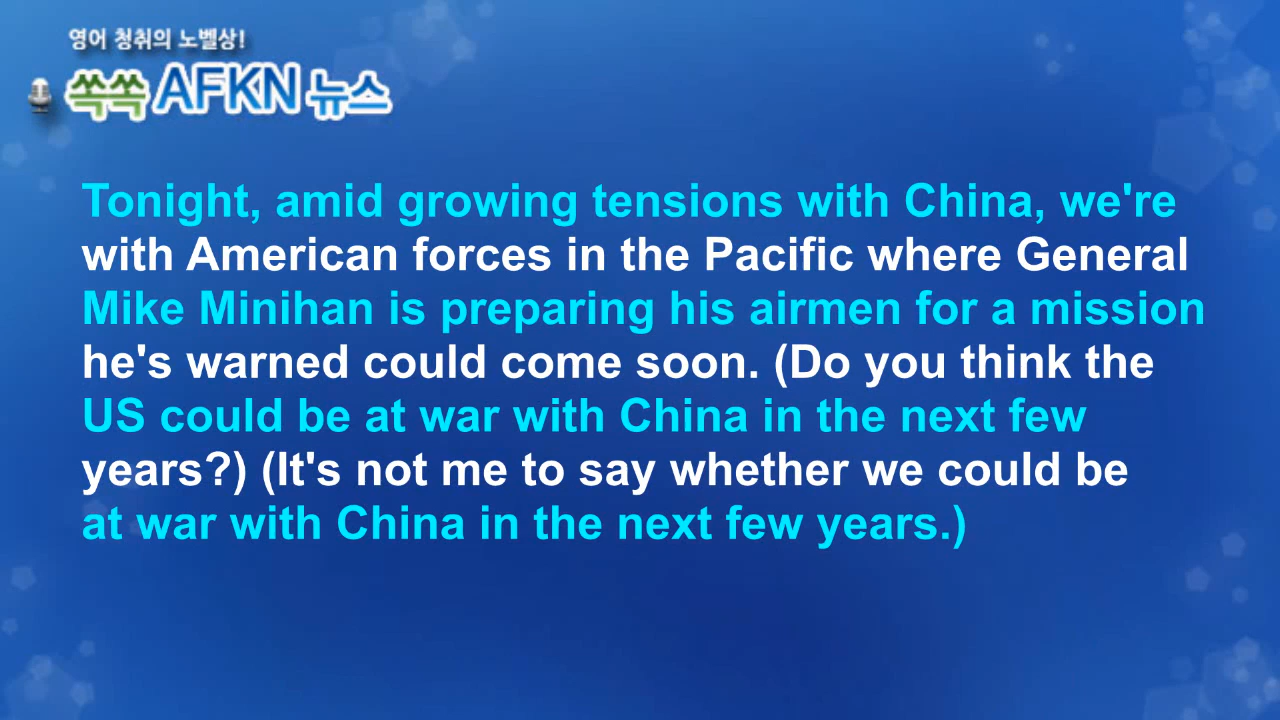 영어 청취의 노벨상!
쏙쏙 AFKN 뉴스
Tonight, amid growing tensions with China, we're
with American forces in the Pacific where General
Mike Minihan is preparing his airmen for a mission
he's warned could come soon. (Do you think the
US could be at war with China in the next few
years?) (It's not me to say whether we could be
at war with China in the next few years.)